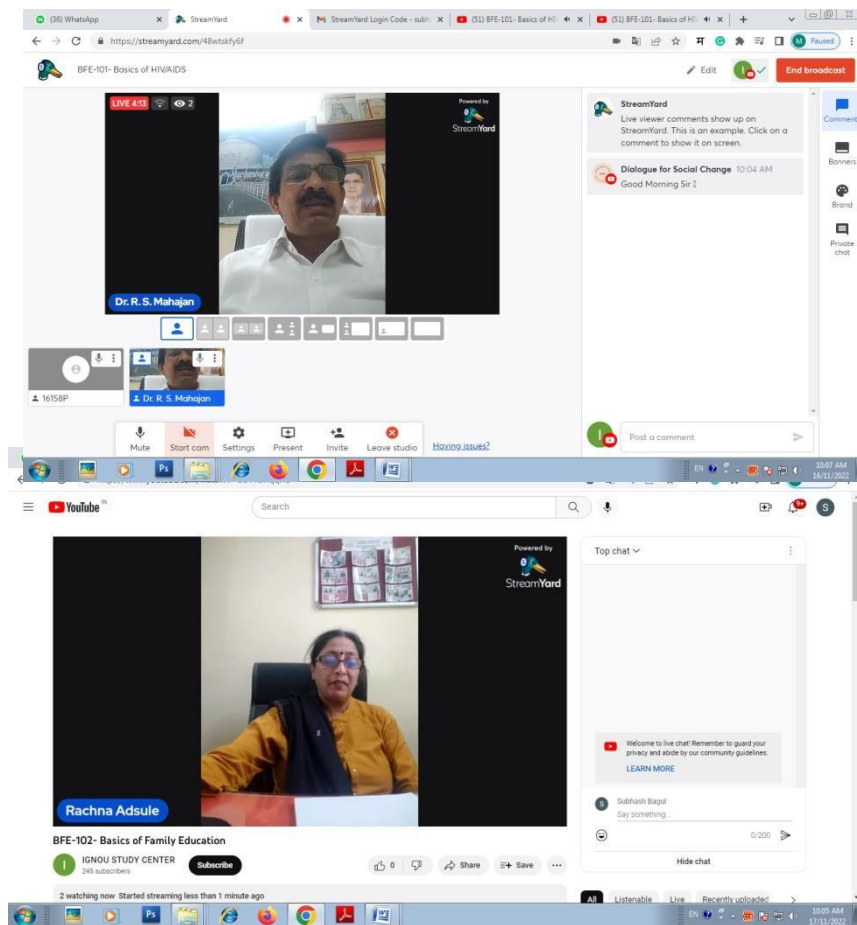 (36) WhatsApp
StreamYard
StreamYard Login Code - subh
(51) BFE-101- Basics of HI
(51) BFE-101- Basics of HI
https://streamyard.com/48wtskfy6f
म
M
Paused
BFE-101- Basics of HIV/AIDS
Edit
I
End broadcast
LIVE 4:13
2
Powered by
StreamYard
Dr. R. S. Mahajan
StreamYard
Live viewer comments show up on
StreamYard. This is an example. Click on a
comment to show it on screen.
Dialogue for Social Change 10:04 AM
Good Morning Sir
Comment
Banners
Brand
Private
chat
16158P
Dr. R. S. Mahajan
Mute
Start cam
Settings
Present
Invite
Leave studio
Having issues?
Post a comment
Ps
EN
10:07 AM
16/11/2022
YouTube IN
Search
9+
S
Powered by
StreamYard
Rachna Adsule
Top chat
Welcome to live chat! Remember to guard your
privacy and abide by our community guidelines.
LEARN MORE
S
Subhash Bagul
Say something...
0/200
Hide chat
BFE-102- Basics of Family Education
I
IGNOU STUDY CENTER
245 subscribers
Subscribe
0
Share
Save
2 watching now Started streaming less than 1 minute ago
All
Listenable
Live
Recently uploaded
Ps
EN
10:05 AM
17/11/2022